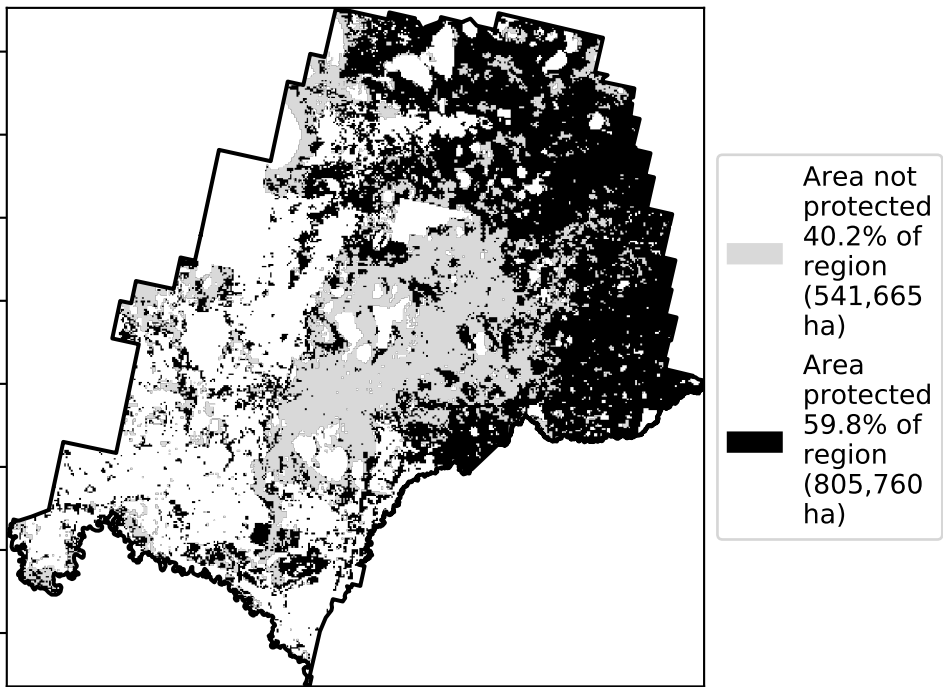 Area not
protected
40.2% of
region
(541,665
ha)
Area
protected
59.8% of
region
(805,760
ha)